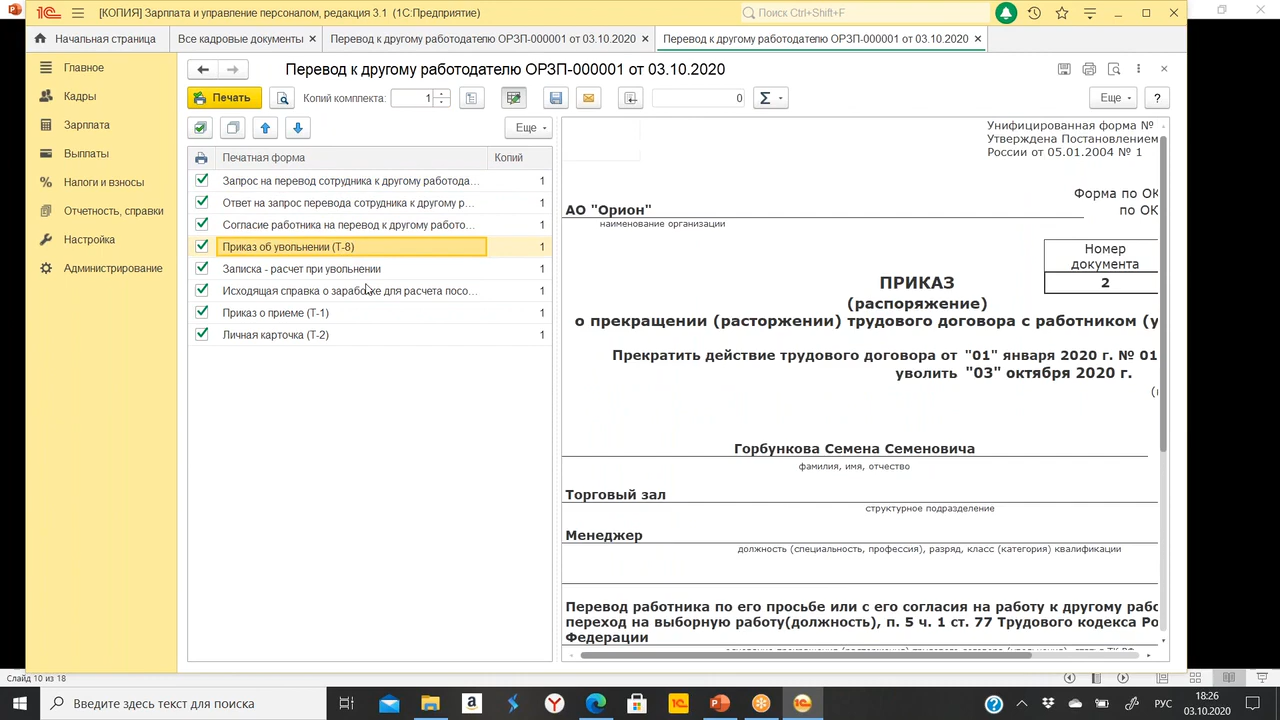 [КОПИЯ] Зарплата и управление персоналом, редакция 3.1 (1С:Предприятие)
Поиск Ctrl+Shift+F
Начальная страница
Все кадровые документы
Перевод к другому работодателю ОРЗП-000001 от 03.10.2020
Перевод к другому работодателю ОРЗП-000001 от 03.10.2020
Главное
Кадры
Зарплата
Выплаты
Налоги и взносы
Отчетность, справки
Настройка
Администрирование
Перевод к другому работодателю ОРЗП-000001 от 03.10.2020
Печать
Копий комплекта:
1
0
Σ
Еще
?
Еще
Печатная форма
Копий
Запрос на перевод сотрудника к другому работода...
1
Ответ на запрос перевода сотрудника к другому р...
1
Согласие работника на перевод к другому работо...
1
Приказ об увольнении (Т-8)
1
Записка - расчет при увольнении
1
Исходящая справка о заработке для расчета посо...
1
Приказ о приеме (Т-1)
1
Личная карточка (Т-2)
1
Унифицированная форма №
Утверждена Постановлением
России от 05.01.2004 № 1
Форма по ОК
по ОК
АО "Орион"
наименование организации
Номер
документа
2
ПРИКАЗ
(распоряжение)
о прекращении (расторжении) трудового договора с работником (у
Прекратить действие трудового договора от "01" января 2020 г. № 01
уволить "03" октября 2020 г.
Горбункова Семена Семеновича
фамилия, имя, отчество
Торговый зал
структурное подразделение
Менеджер
должность (специальность, профессия), разряд, класс (категория) квалификации
Перевод работника по его просьбе или с его согласия на работу к другому рабо
переход на выборную работу(должность), п. 5 ч. 1 ст. 77 Трудового кодекса Ро
Федерации
Слайд 10 из 18
Введите здесь текст для поиска
РУС
18:26
03.10.2020